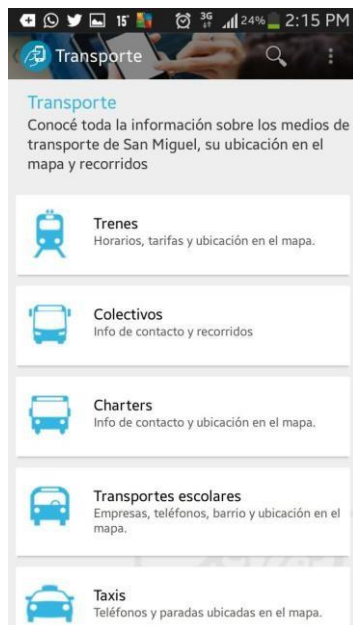 15°
3G
24%
2:15 PM
Transporte
Transporte
Conocé toda la información sobre los medios de
transporte de San Miguel, su ubicación en el
mapa y recorridos
Trenes
Horarios, tarifas y ubicación en el mapa.
Colectivos
Info de contacto y recorridos
Charters
Info de contacto y ubicación en el mapa.
Transportes escolares
Empresas, teléfonos, barrio y ubicación en el
mapa.
Taxis
Teléfonos y paradas ubicadas en el mapa.